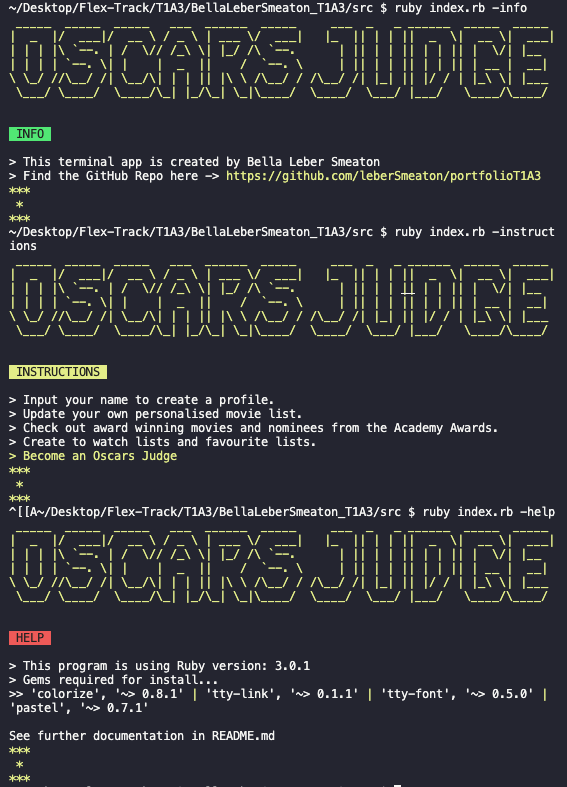 ~/Desktop/Flex-Track/T1A3/BellaLeberSmeaton_T1A3/src $ ruby index.rb -info
OSCARS JUDGE
INFO
> This terminal app is created by Bella Leber Smeaton
> Find the GitHub Repo here -> https://github.com/leberSmeaton/portfolioT1A3
***
*
***
~/Desktop/Flex-Track/T1A3/BellaLeberSmeaton_T1A3/src $ ruby index.rb -instruct
ions
OSCARS JUDGE
INSTRUCTIONS
> Input your name to create a profile.
> Update your own personalised movie list.
> Check out award winning movies and nominees from the Academy Awards.
> Create to watch lists and favourite lists.
> Become an Oscars Judge
***
*
***
^[[A~/Desktop/Flex-Track/T1A3/BellaLeberSmeaton_T1A3/src $ ruby index.rb -help
OSCARS JUDGE
HELP
> This program is using Ruby version: 3.0.1
> Gems required for install...
>> 'colorize', '~> 0.8.1' | 'tty-link', '~> 0.1.1' | 'tty-font', '~> 0.5.0' |
'pastel', '~> 0.7.1'
See further documentation in README.md
***
*
***